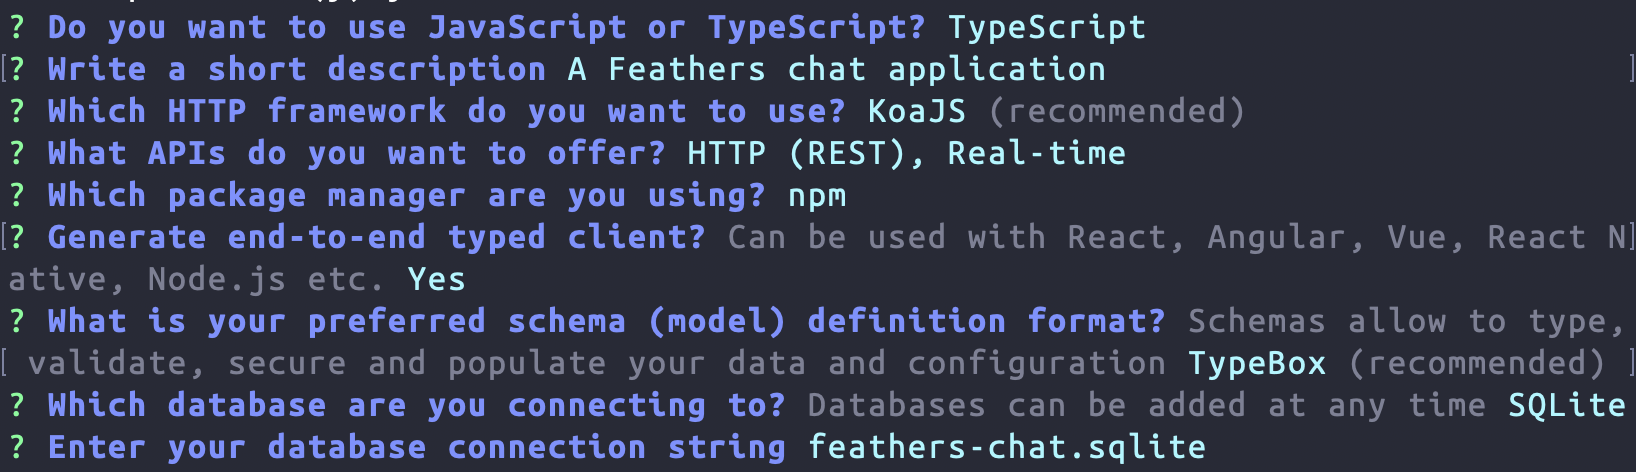 ? Do you want to use JavaScript or TypeScript? TypeScript
[? Write a short description A Feathers chat application ]
? Which HTTP framework do you want to use? KoaJS (recommended)
? What APIs do you want to offer? HTTP (REST), Real-time
? Which package manager are you using? npm
[? Generate end-to-end typed client? Can be used with React, Angular, Vue, React N]
ative, Node.js etc. Yes
? What is your preferred schema (model) definition format? Schemas allow to type,
[ validate, secure and populate your data and configuration TypeBox (recommended) ]
? Which database are you connecting to? Databases can be added at any time SQLite
? Enter your database connection string feathers-chat.sqlite